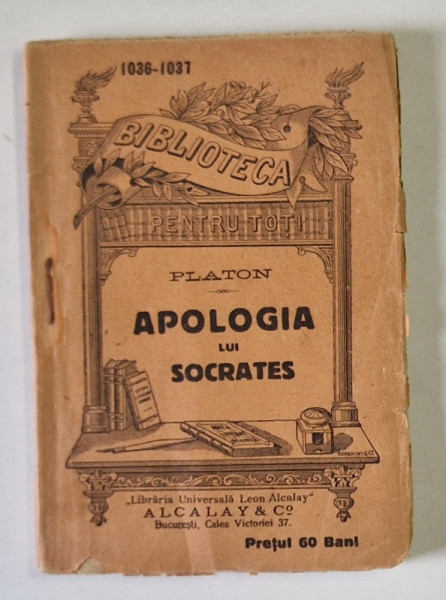 1036-1037
BIBLIOTECA
PENTRU TOTI
PLATON
APOLOGIA
LUI
SOCRATES
„Librăria Universală Leon Alcalay"
ALCALAY & Cº
București, Calea Victoriei 37.
Prețul 60 Bani